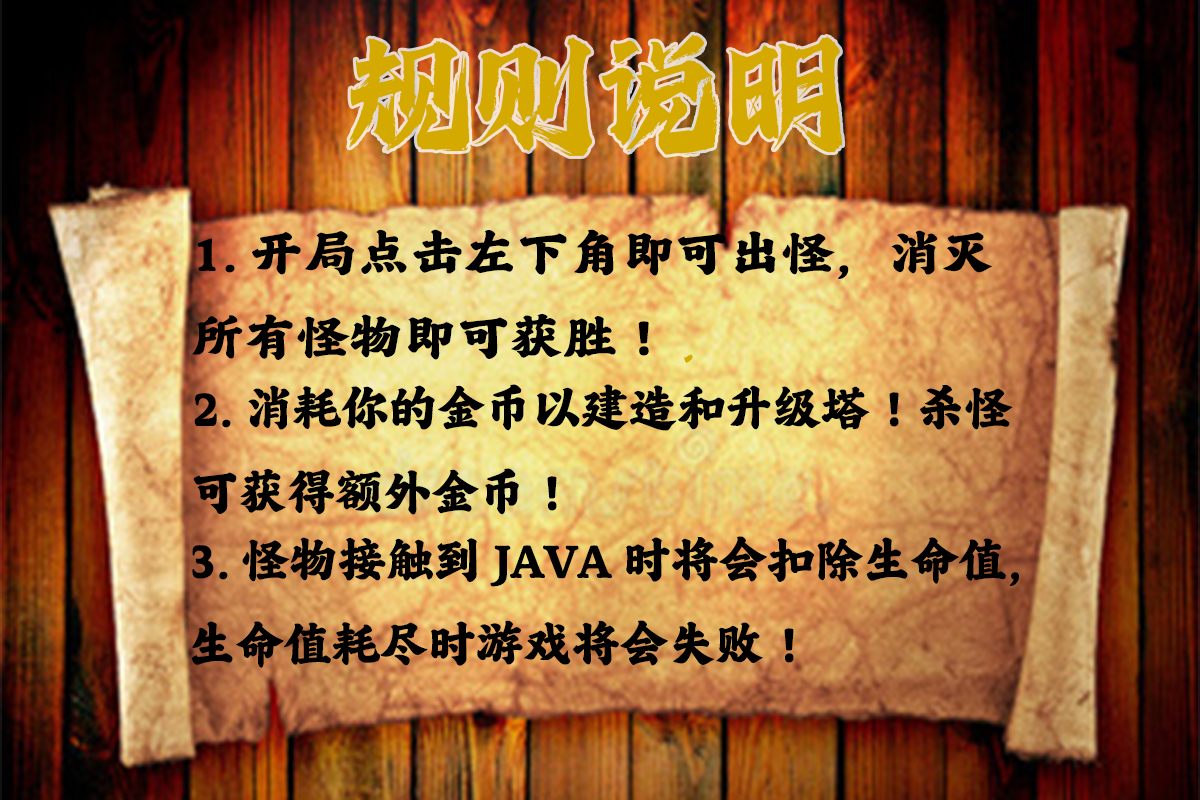 规则说明
1. 开局点击左下角即可出怪，消灭
所有怪物即可获胜！
2. 消耗你的金币以建造和升级塔！杀怪
可获得额外金币！
3. 怪物接触到 JAVA 时将会扣除生命值，
生命值耗尽时游戏将会失败！